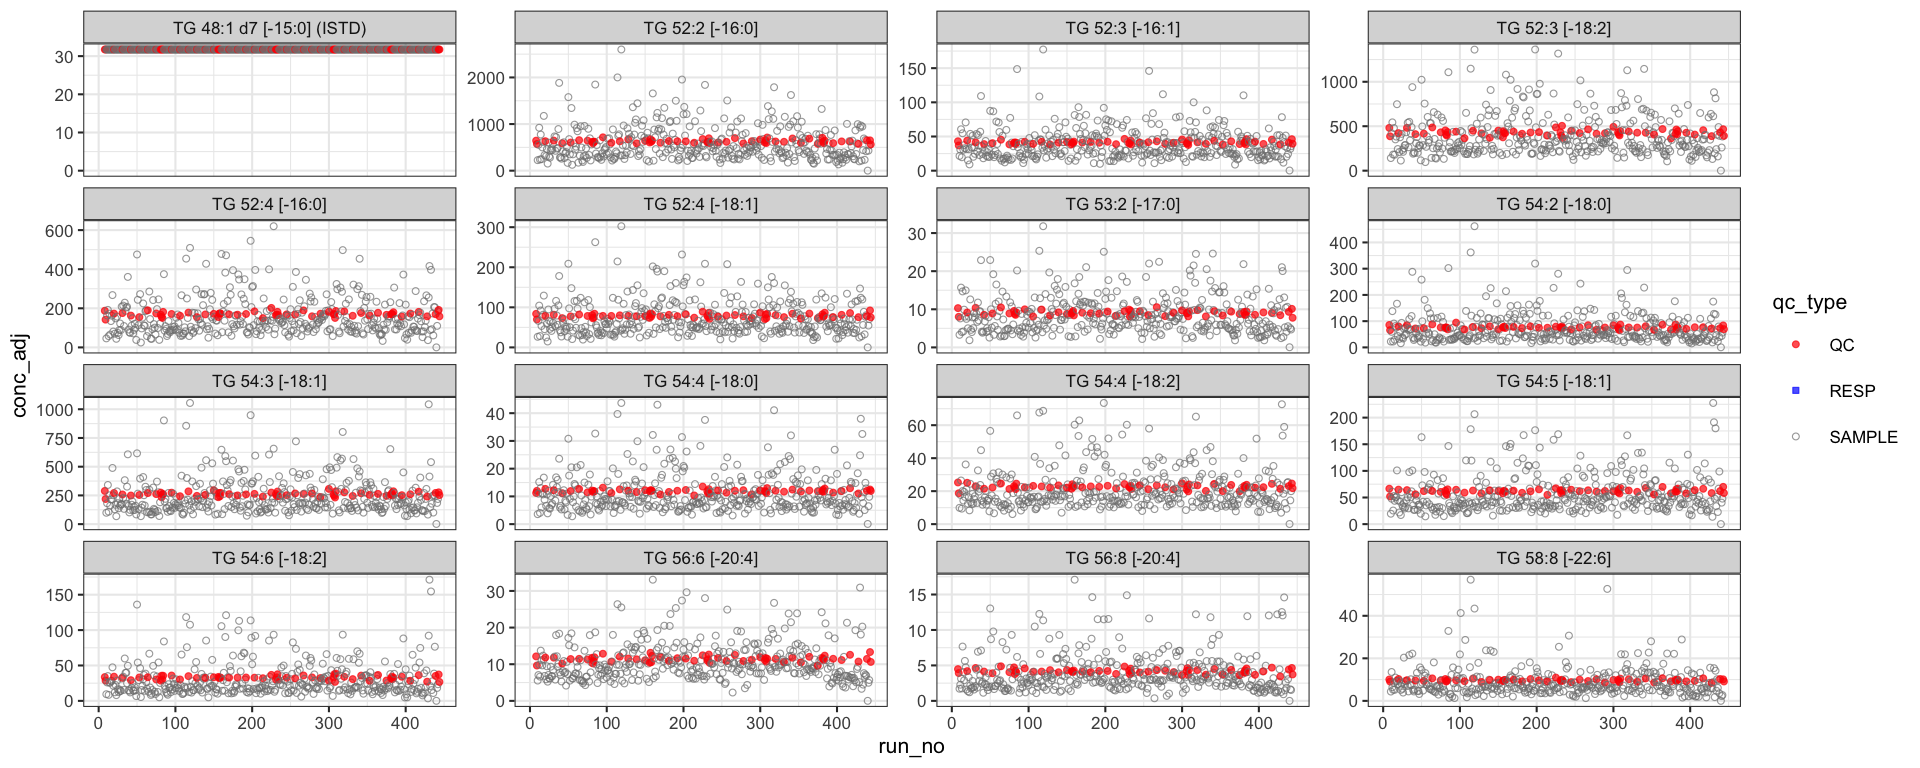 TG 48:1 d7 [-15:0] (ISTD)
TG 52:2 [-16:0]
TG 52:3 [-16:1]
TG 52:3 [-18:2]
30
20
10
0
2000
1000
0
150
100
50
0
1000
500
0
TG 52:4 [-16:0]
TG 52:4 [-18:1]
TG 53:2 [-17:0]
TG 54:2 [-18:0]
600
400
200
0
300
200
100
0
30
20
10
0
400
300
200
100
0
TG 54:3 [-18:1]
TG 54:4 [-18:0]
TG 54:4 [-18:2]
TG 54:5 [-18:1]
1000
750
500
250
0
40
30
20
10
0
60
40
20
0
200
150
100
50
0
TG 54:6 [-18:2]
TG 56:6 [-20:4]
TG 56:8 [-20:4]
TG 58:8 [-22:6]
150
100
50
0
30
20
10
0
15
10
5
0
40
20
0
0 100 200 300 400
0 100 200 300 400
0 100 200 300 400
0 100 200 300 400
run_no
conc_adj
qc_type
QC
RESP
SAMPLE